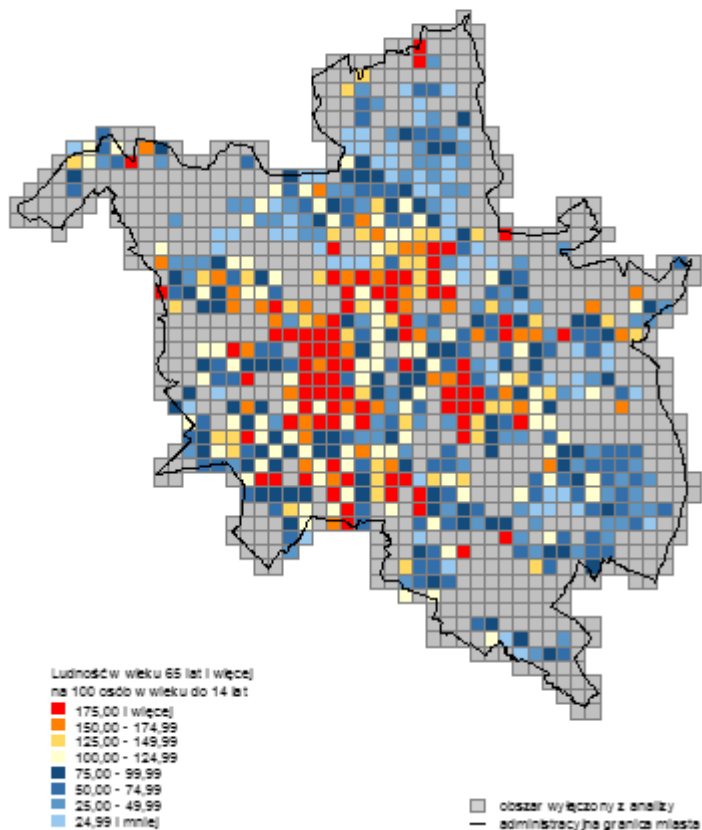 Ludność w wieku 65 lat i więcej
na 100 osób w wieku do 14 lat
175,00 i więcej
150,00 - 174,99
125,00 - 149,99
100,00 - 124,99
75,00 - 99,99
50,00 - 74,99
25,00 - 49,99
24,99 i mniej
obszar wyłączony z analizy
administracyjna granica miasta